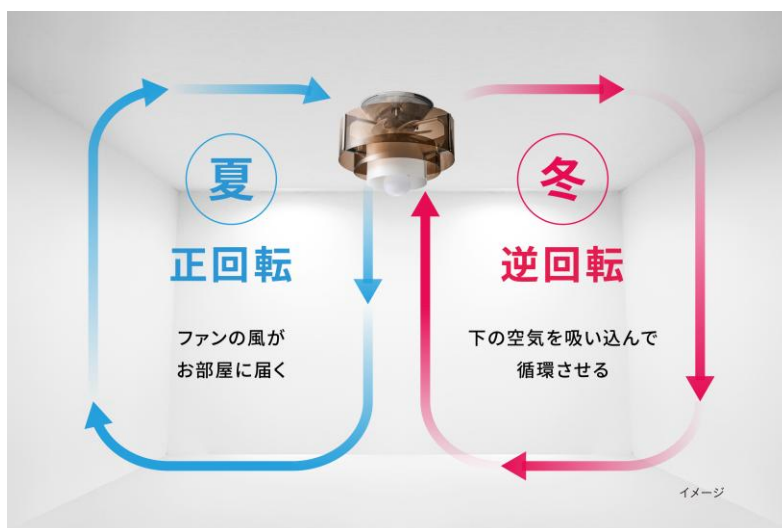 夏
正回転
ファンの風が
お部屋に届く
冬
逆回転
下の空気を吸い込んで
循環させる
イメージ